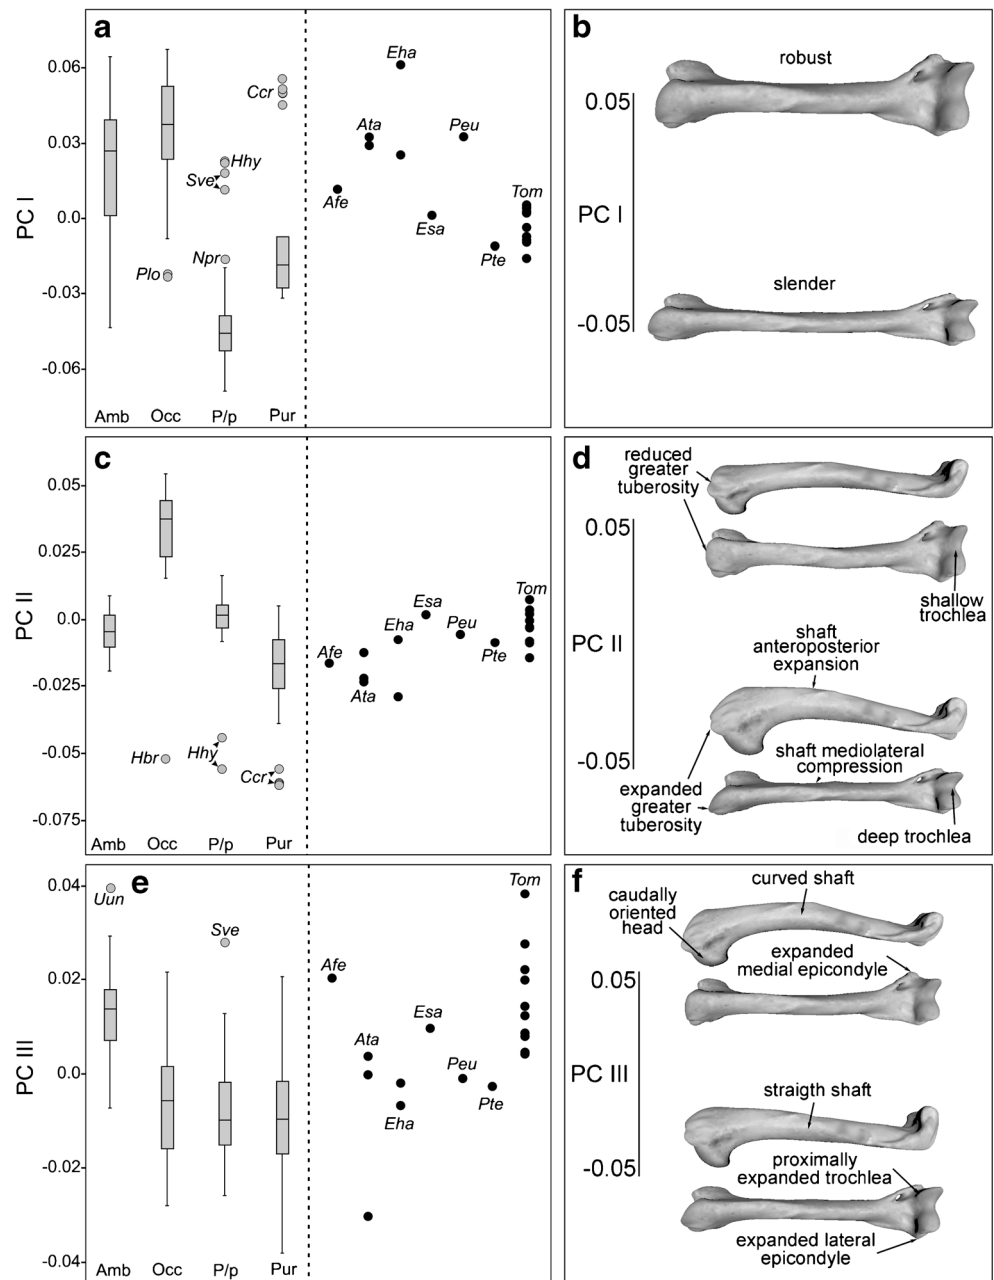 a
PC I
0.06
0.03
0.0
-0.03
-0.06
Eha
Ccr
Ata
Peu
Hhy
Sve
Afe
Tom
Esa
Npr
Plo
Pte
Amb Occ P/p Pur
b
robust
0.05
PC I
slender
-0.05
c
PC II
0.05
0.025
0.0
-0.025
-0.05
-0.075
Tom
Esa
Eha
Peu
Afe
Pte
Ata
Hbr
Hhy
Ccr
Amb Occ P/p Pur
d
reduced
greater
tuberosity
0.05
shallow
trochlea
PC II
shaft
anteroposterior
expansion
-0.05
shaft mediolateral
compression
expanded
greater
tuberosity
deep trochlea
e
PC III
0.04
0.02
0.0
-0.02
-0.04
Uun
Tom
Sve
Afe
Esa
Ata
Peu
Pte
Eha
Amb Occ P/p Pur
f
curved shaft
caudally
oriented
head
expanded
medial epicondyle
0.05
PC III
straigth shaft
-0.05
proximally
expanded trochlea
expanded lateral
epicondyle